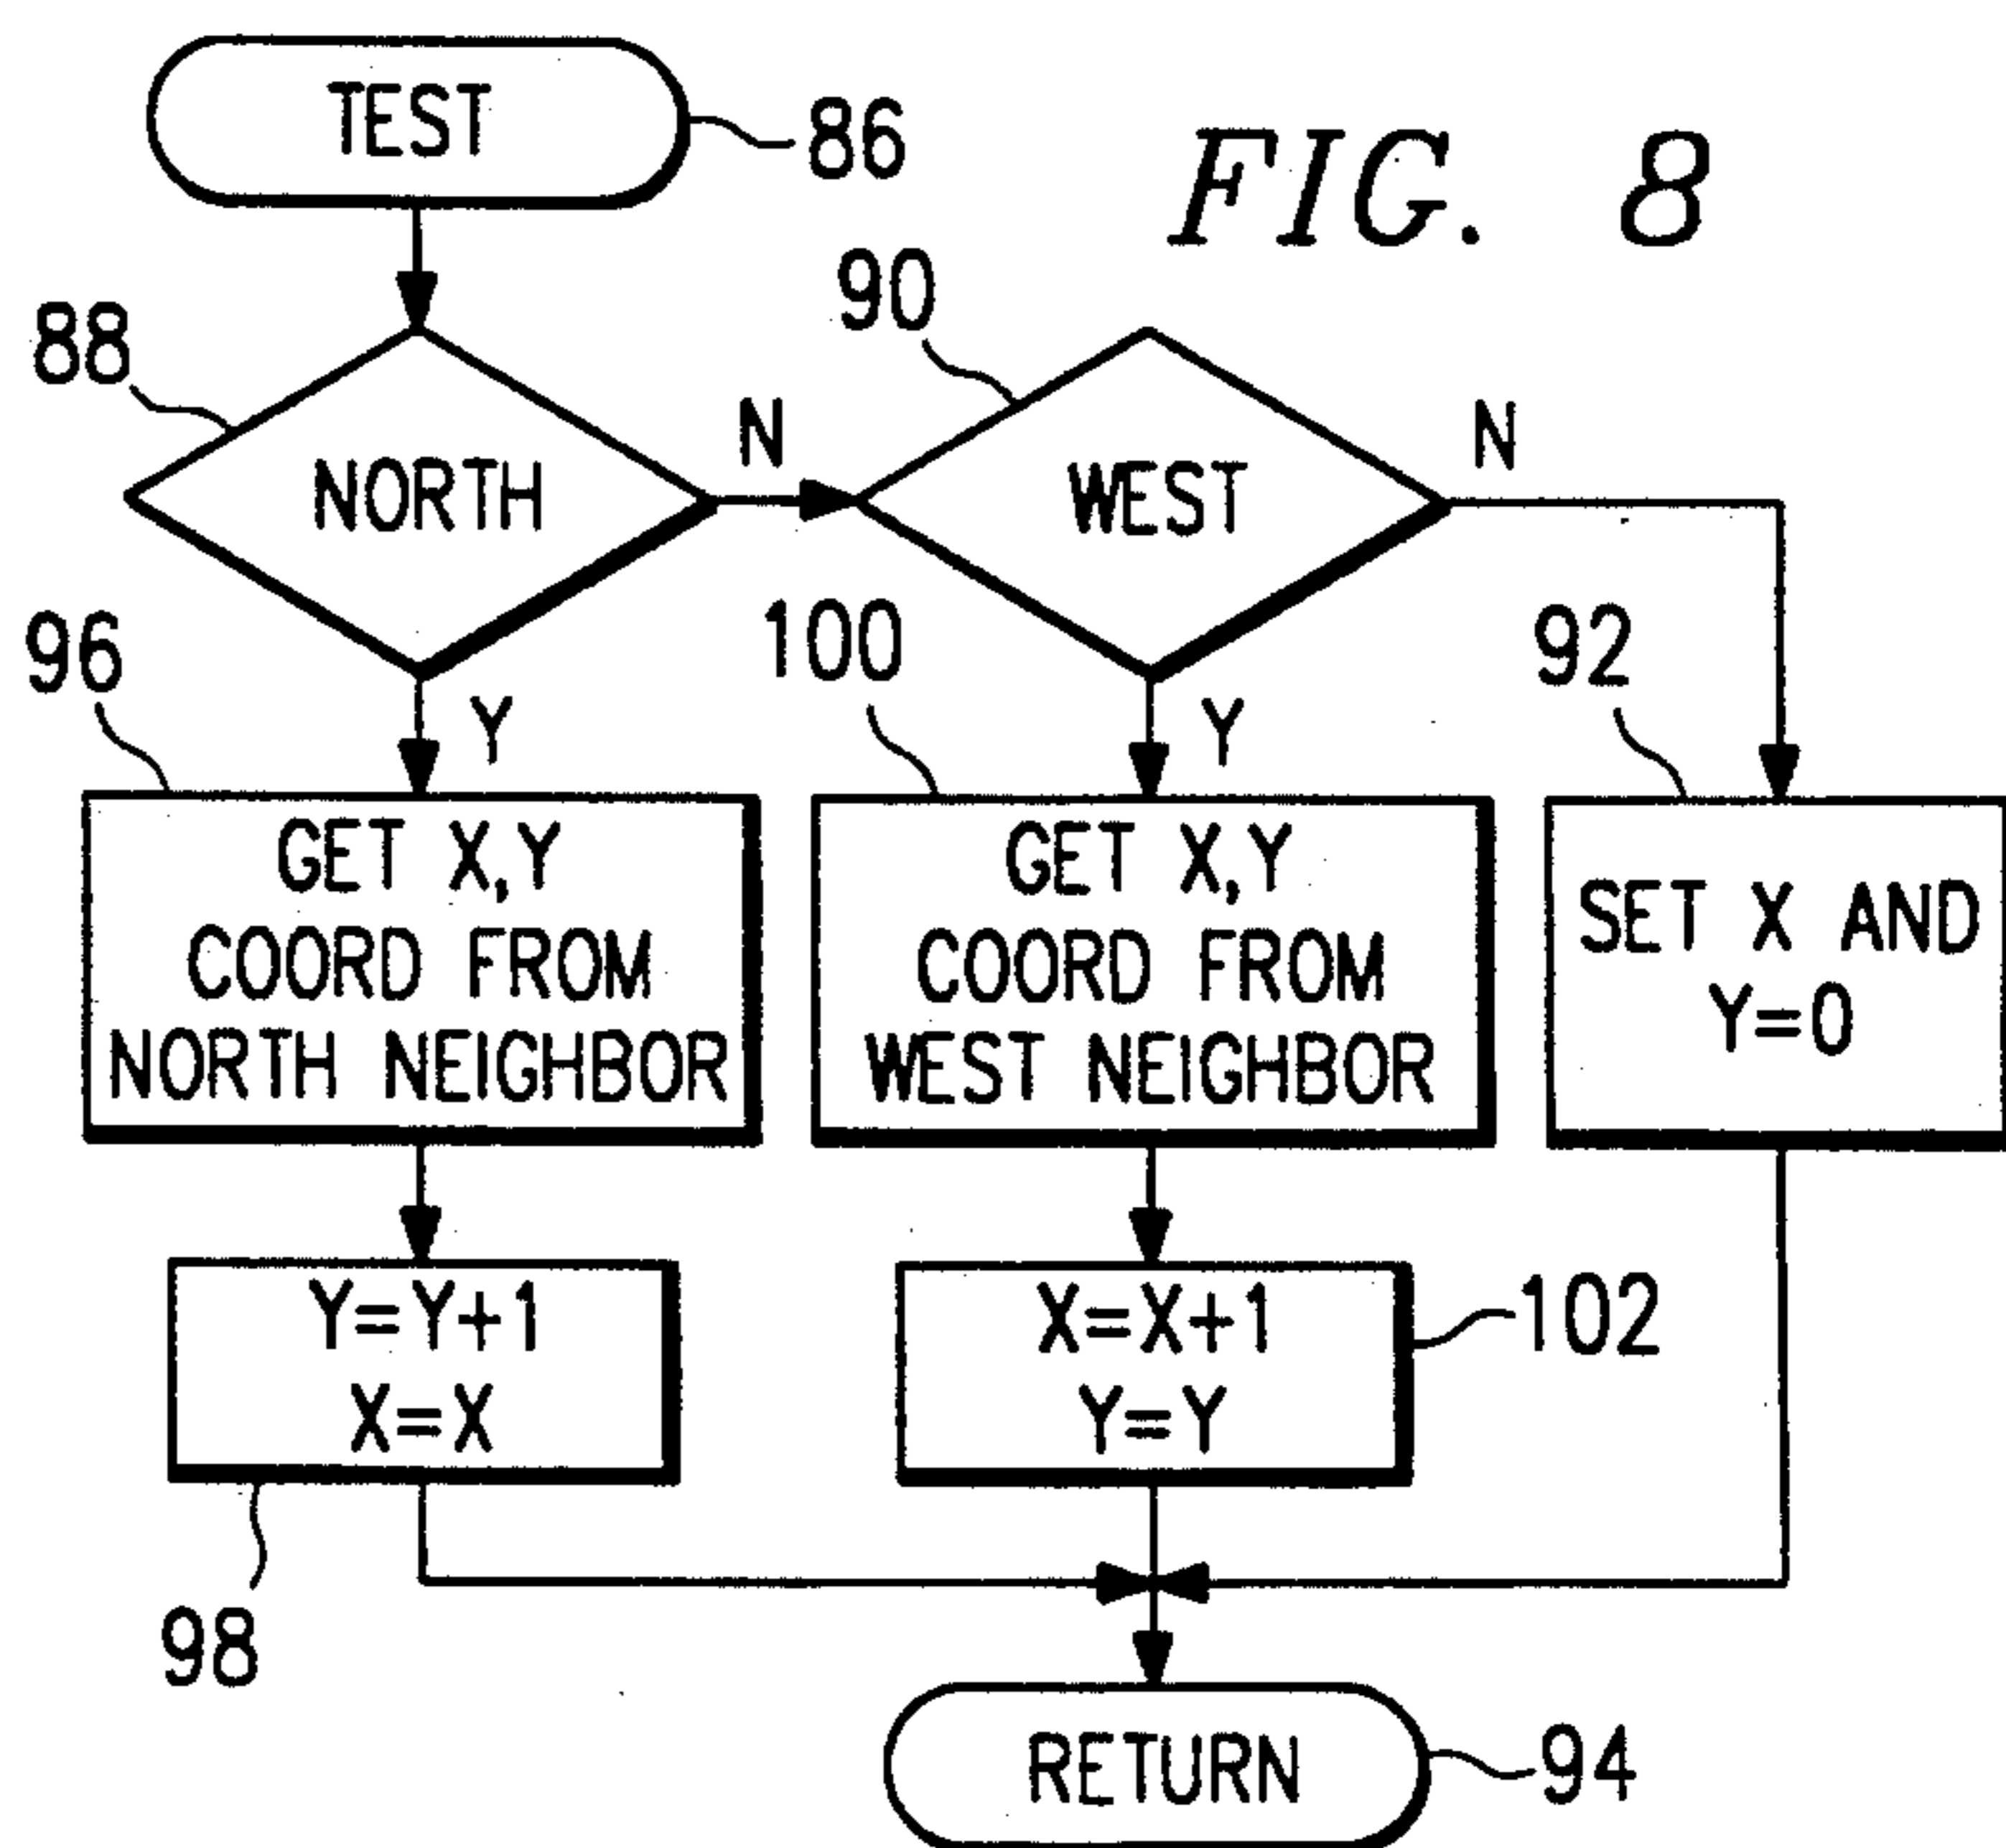 TEST
86
FIG. 8
88
NORTH
N
90
WEST
N
Y
Y
96
GET X,Y
COORD FROM
NORTH NEIGHBOR
100
GET X,Y
COORD FROM
WEST NEIGHBOR
92
SET X AND
Y=0
Y=Y+1
X=X
98
X=X+1
Y=Y
102
RETURN
94